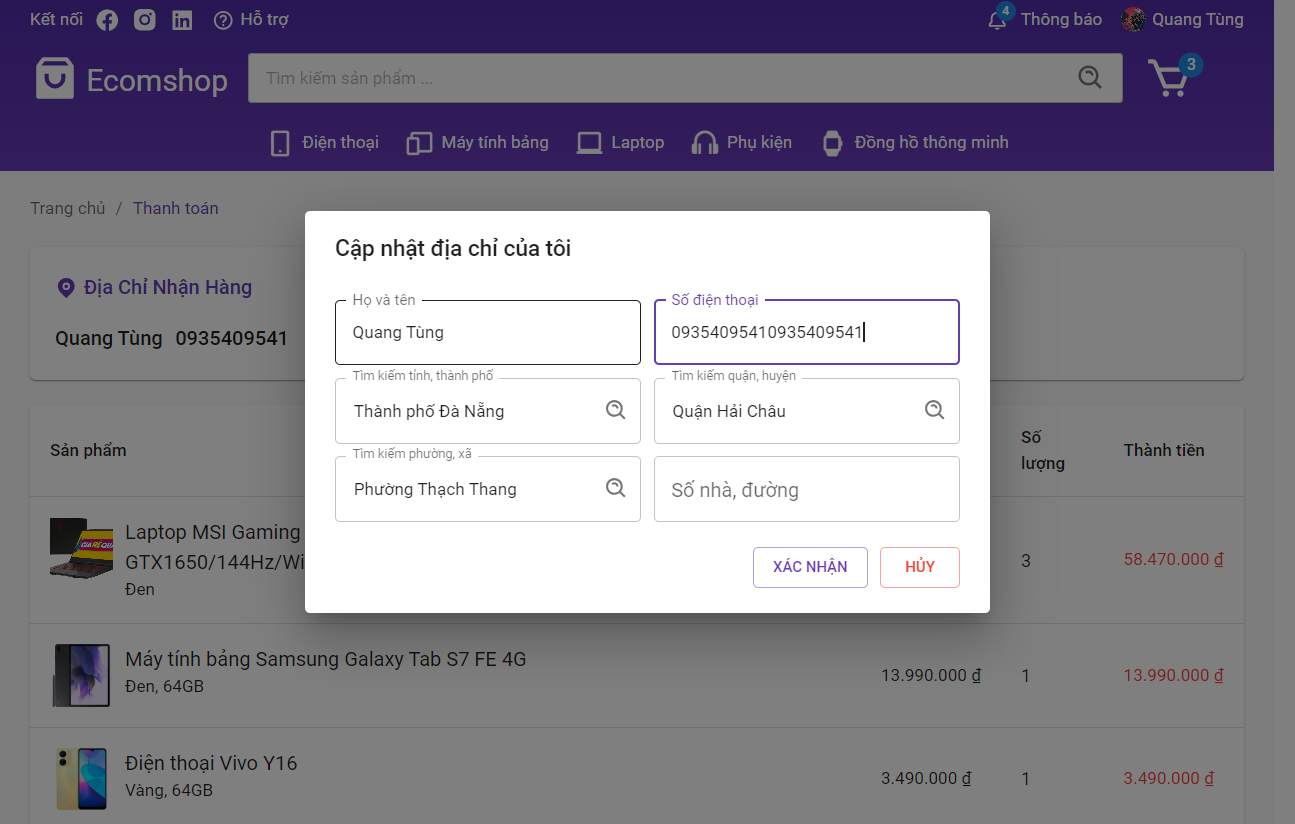 Kết nối Hỗ trợ 4 Thông báo Quang Tùng
Ecomshop Tìm kiếm sản phẩm ... 3
Điện thoại Máy tính bảng Laptop Phụ kiện Đồng hồ thông minh
Trang chủ / Thanh toán
Địa Chỉ Nhận Hàng
Quang Tùng 0935409541
Cập nhật địa chỉ của tôi
Họ và tên Số điện thoại
Quang Tùng 09354095410935409541
Tìm kiếm tỉnh, thành phố Tìm kiếm quận, huyện
Thành phố Đà Nẵng Quận Hải Châu
Tìm kiếm phường, xã
Phường Thạch Thang Số nhà, đường
XÁC NHẬN HỦY
Sản phẩm Số lượng Thành tiền
Laptop MSI Gaming
GTX1650/144Hz/Wi
Đen
3 58.470.000 ₫
Máy tính bảng Samsung Galaxy Tab S7 FE 4G
Đen, 64GB
13.990.000 ₫ 1 13.990.000 ₫
Điện thoại Vivo Y16
Vàng, 64GB
3.490.000 ₫ 1 3.490.000 ₫